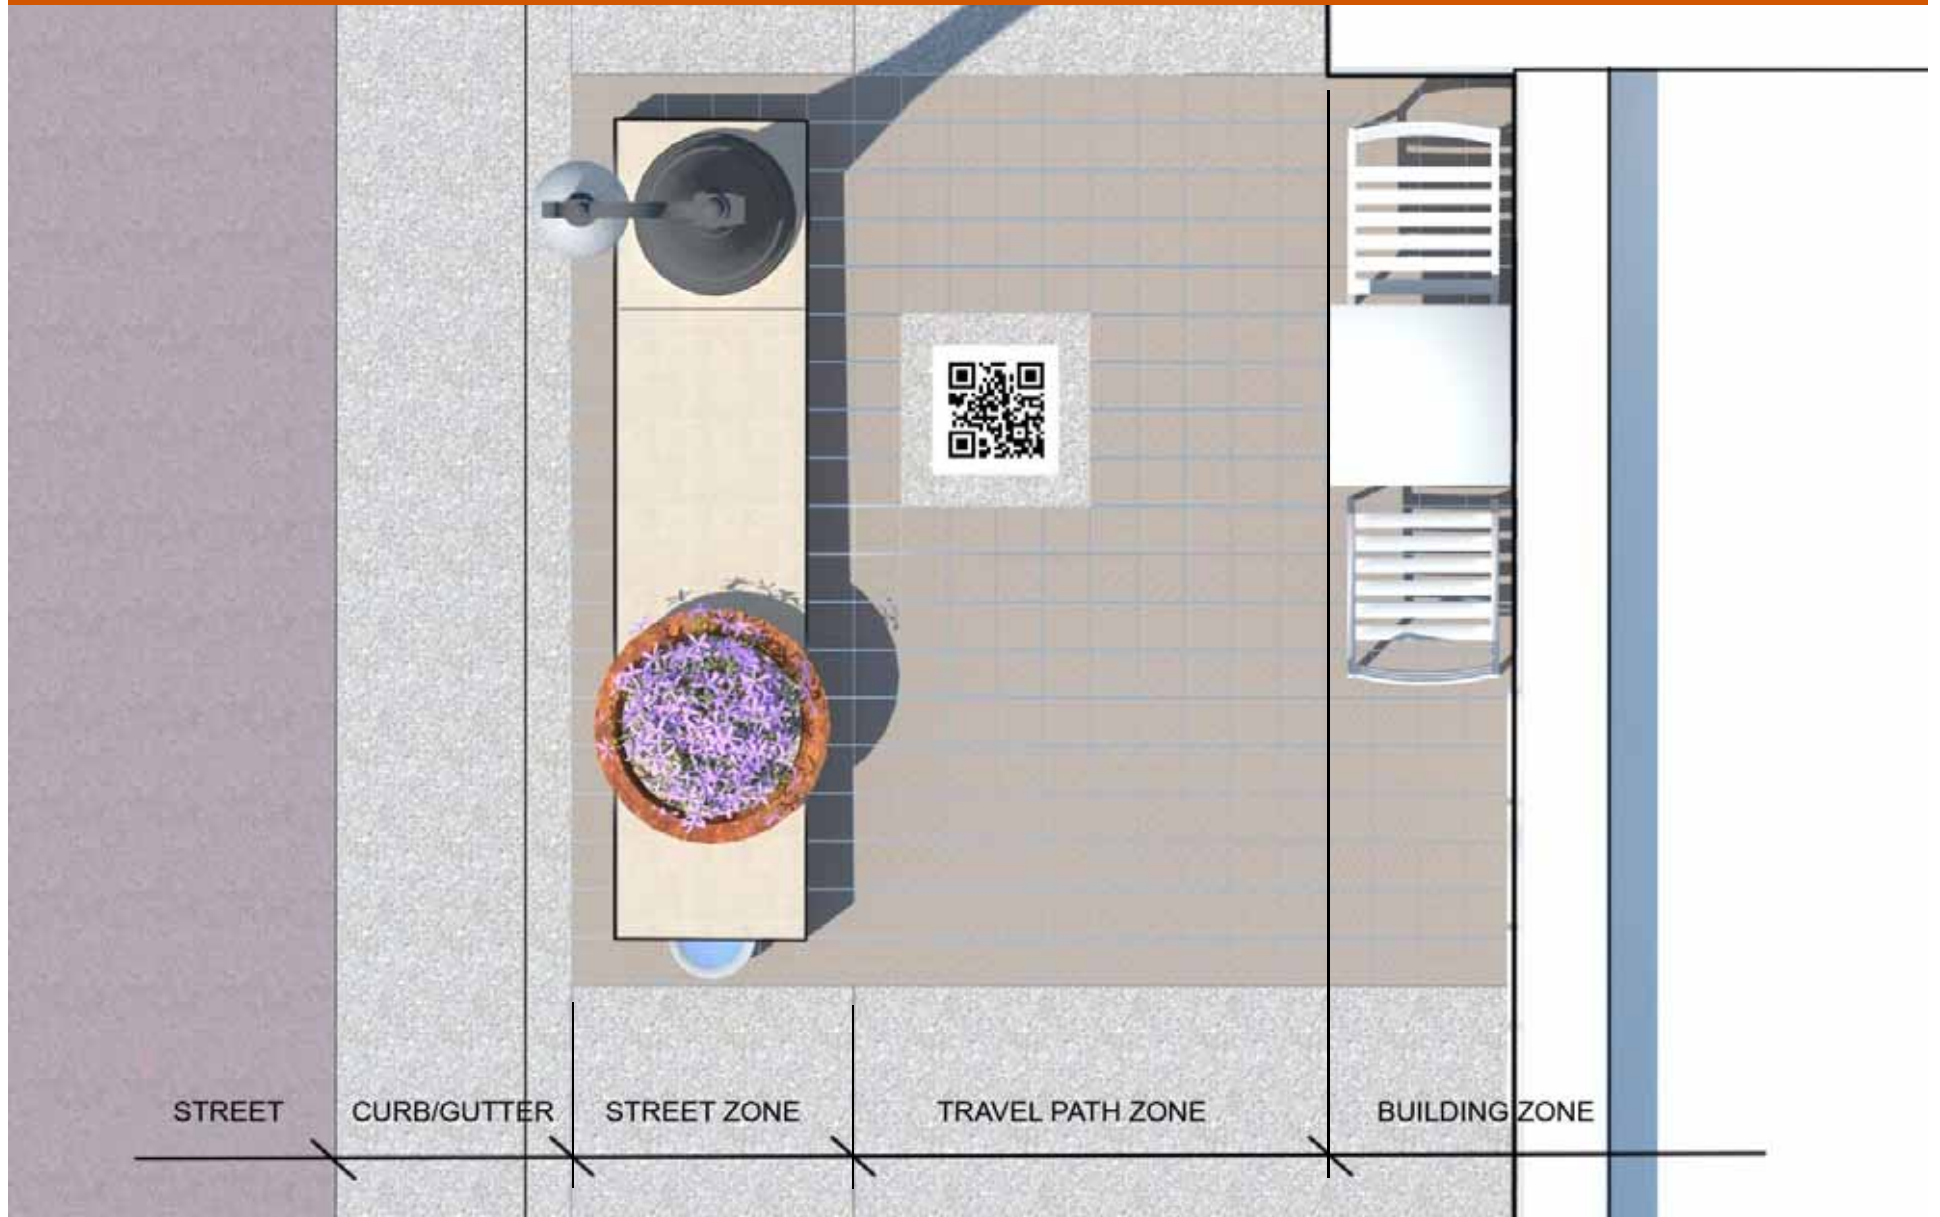 STREET
CURB/GUTTER
STREET ZONE
TRAVEL PATH ZONE
BUILDING ZONE